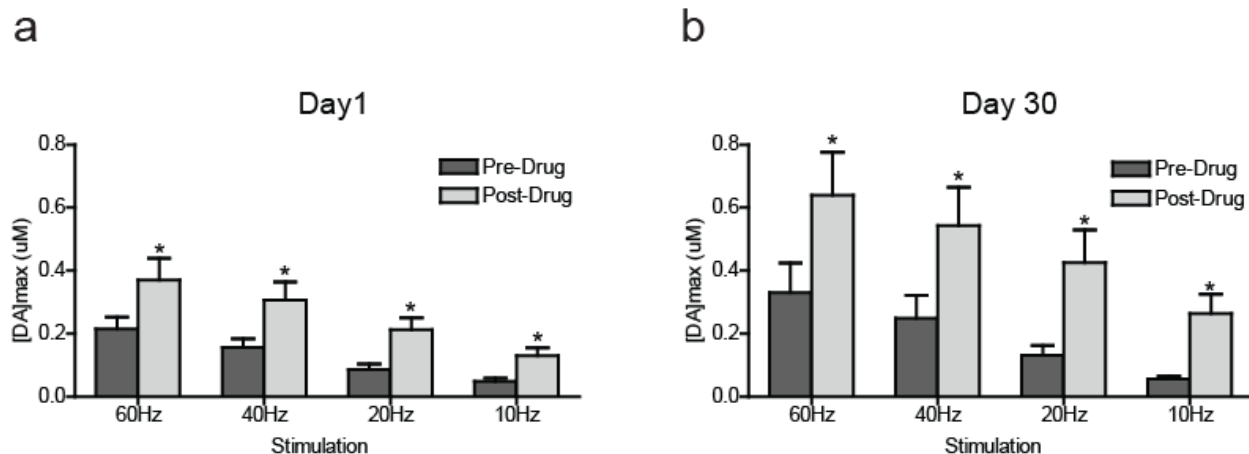 a
Day1
[DA]max (uM)
0.8
0.6
0.4
0.2
0.0
Pre-Drug
Post-Drug
*
*
*
*
60Hz 40Hz 20Hz 10Hz
Stimulation
b
Day 30
[DA]max (uM)
0.8
0.6
0.4
0.2
0.0
Pre-Drug
Post-Drug
*
*
*
*
60Hz 40Hz 20Hz 10Hz
Stimulation